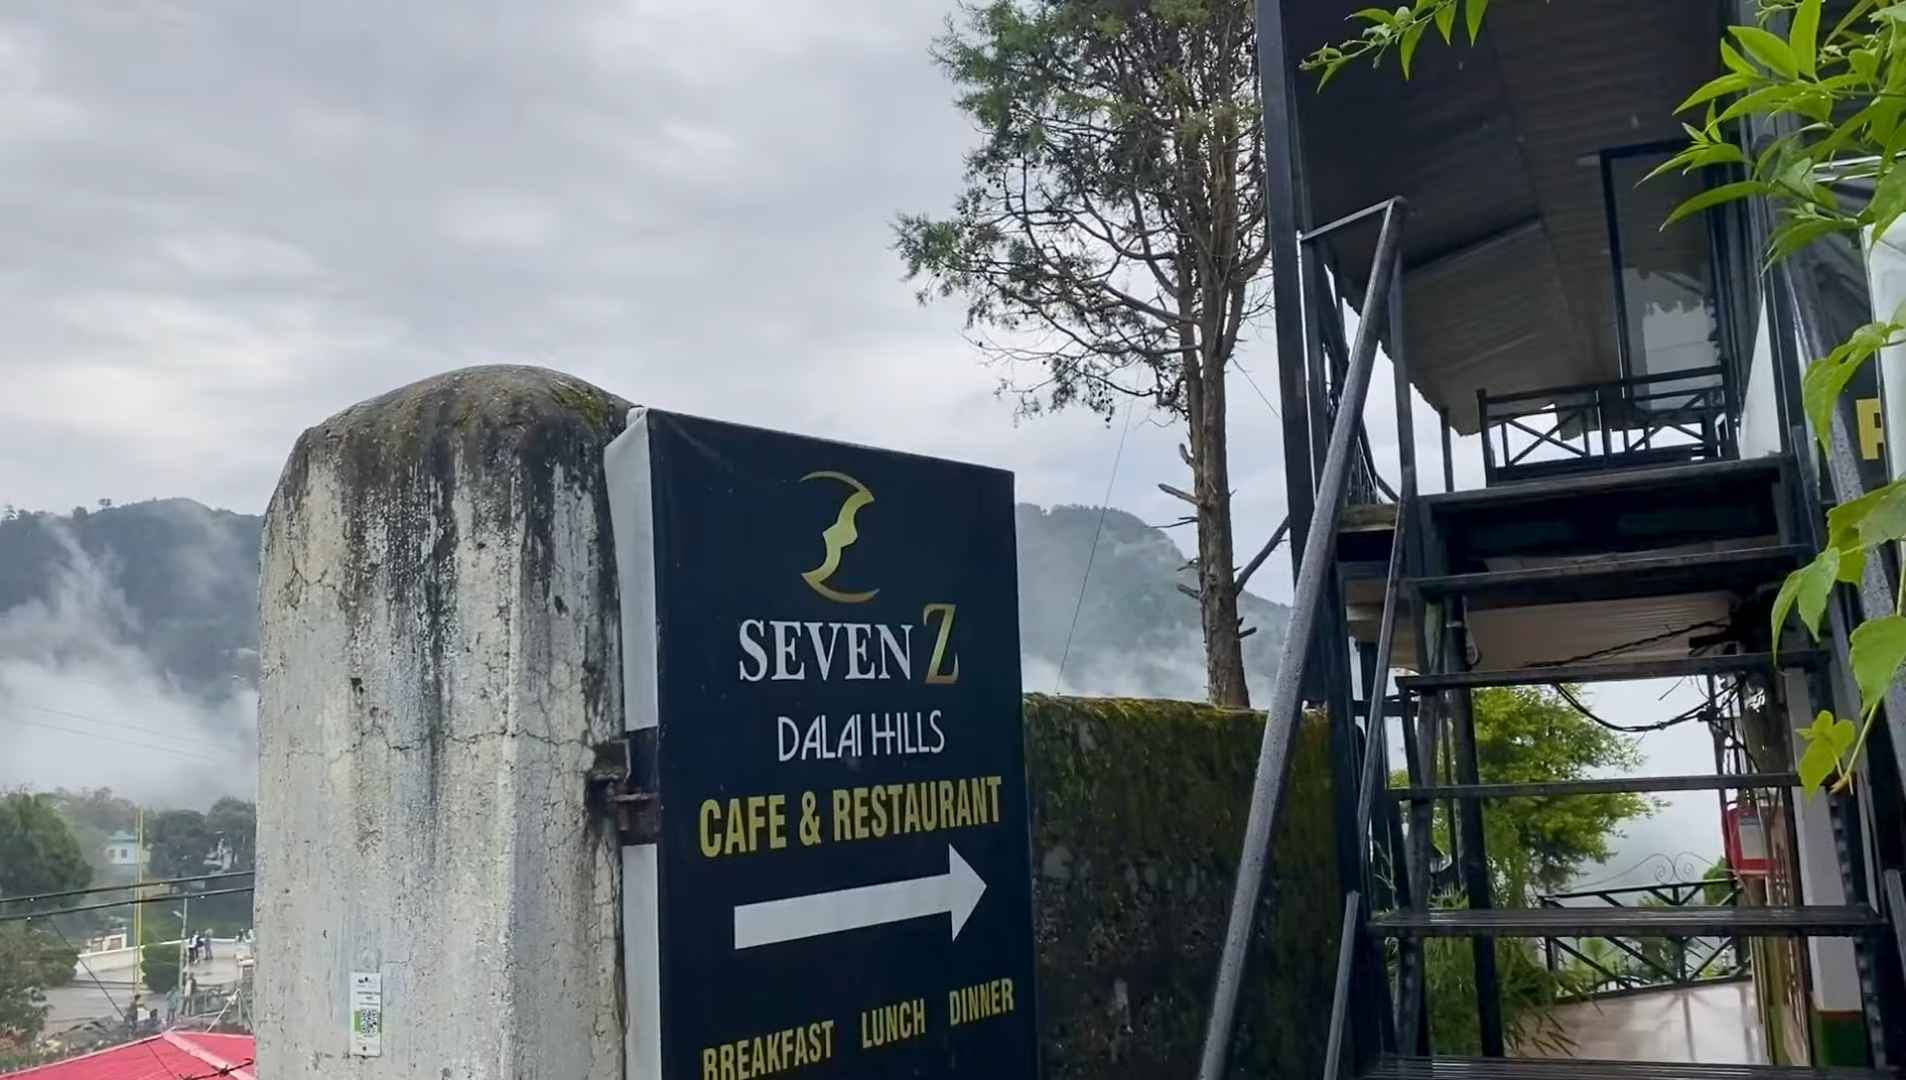 SEVEN Z
DALAI HILLS
CAFE & RESTAURANT
BREAKFAST LUNCH DINNER